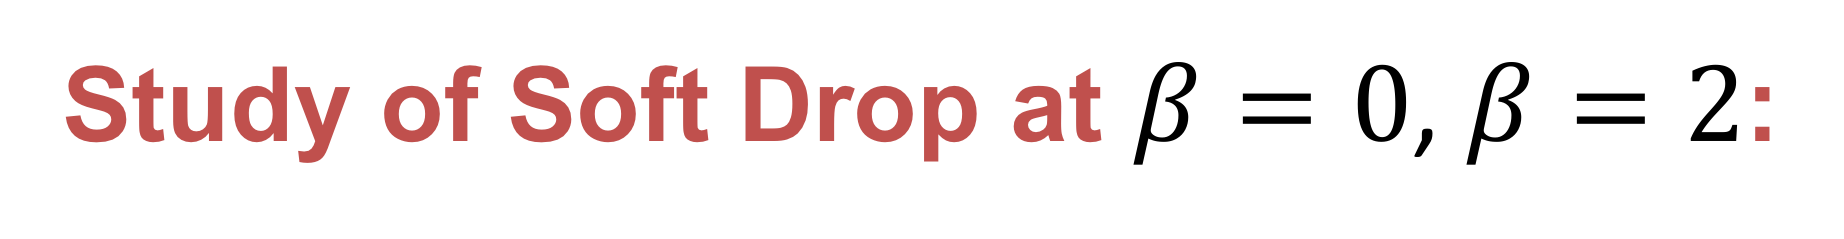 Study of Soft Drop at 𝛽 = 0, 𝛽 = 2: